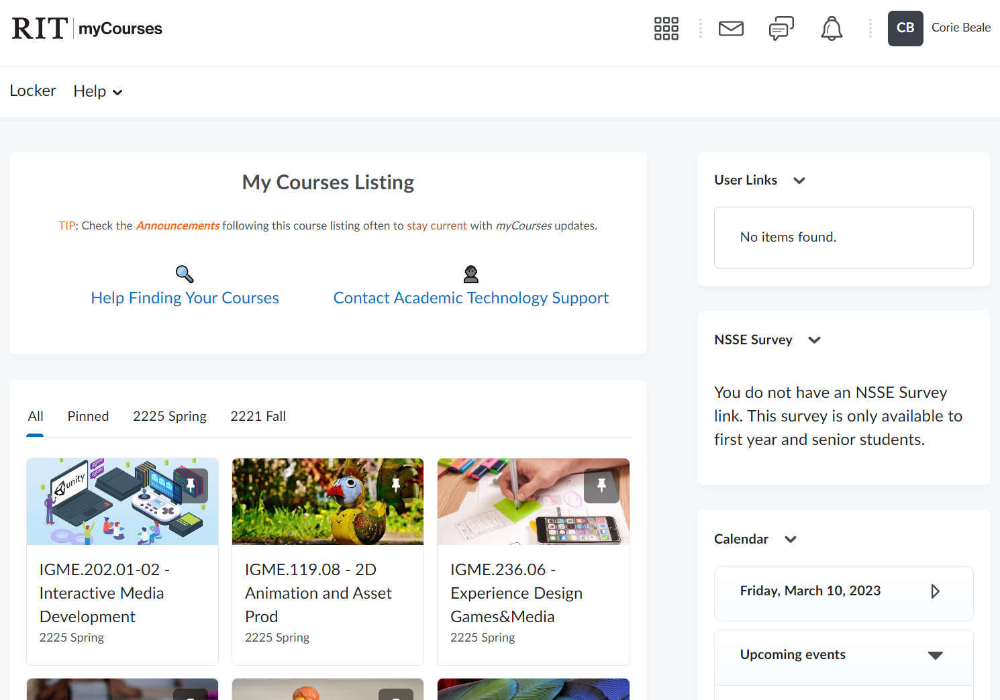 RIT myCourses
CB Corie Beale
Locker Help
My Courses Listing
TIP: Check the Announcements following this course listing often to stay current with myCourses updates.
Help Finding Your Courses Contact Academic Technology Support
All Pinned 2225 Spring 2221 Fall
unity
IGME.202.01-02 -
Interactive Media
Development
2225 Spring
IGME.119.08 - 2D
Animation and Asset
Prod
2225 Spring
IGME.236.06 -
Experience Design
Games&Media
2225 Spring
User Links
No items found.
NSSE Survey
You do not have an NSSE Survey
link. This survey is only available to
first year and senior students.
Calendar
Friday, March 10, 2023
Upcoming events